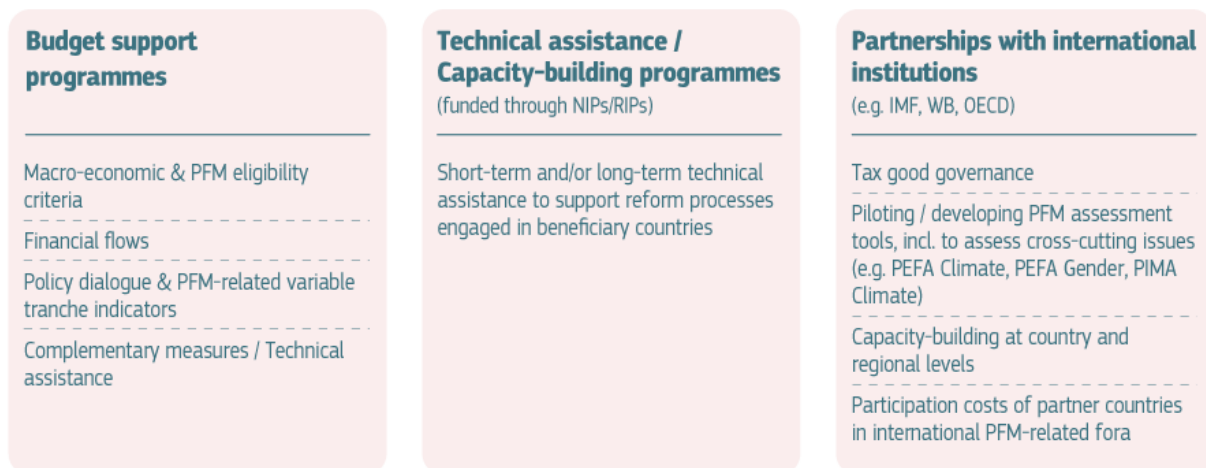 Budget support
programmes
Macro-economic & PFM eligibility
criteria
Financial flows
Policy dialogue & PFM-related variable
tranche indicators
Complementary measures / Technical
assistance
Technical assistance /
Capacity-building programmes
(funded through NIPs/RIPs)
Short-term and/or long-term technical
assistance to support reform processes
engaged in beneficiary countries
Partnerships with international
institutions
(e.g. IMF, WB, OECD)
Tax good governance
Piloting / developing PFM assessment
tools, incl. to assess cross-cutting issues
(e.g. PEFA Climate, PEFA Gender, PIMA
Climate)
Capacity-building at country and
regional levels
Participation costs of partner countries
in international PFM-related fora